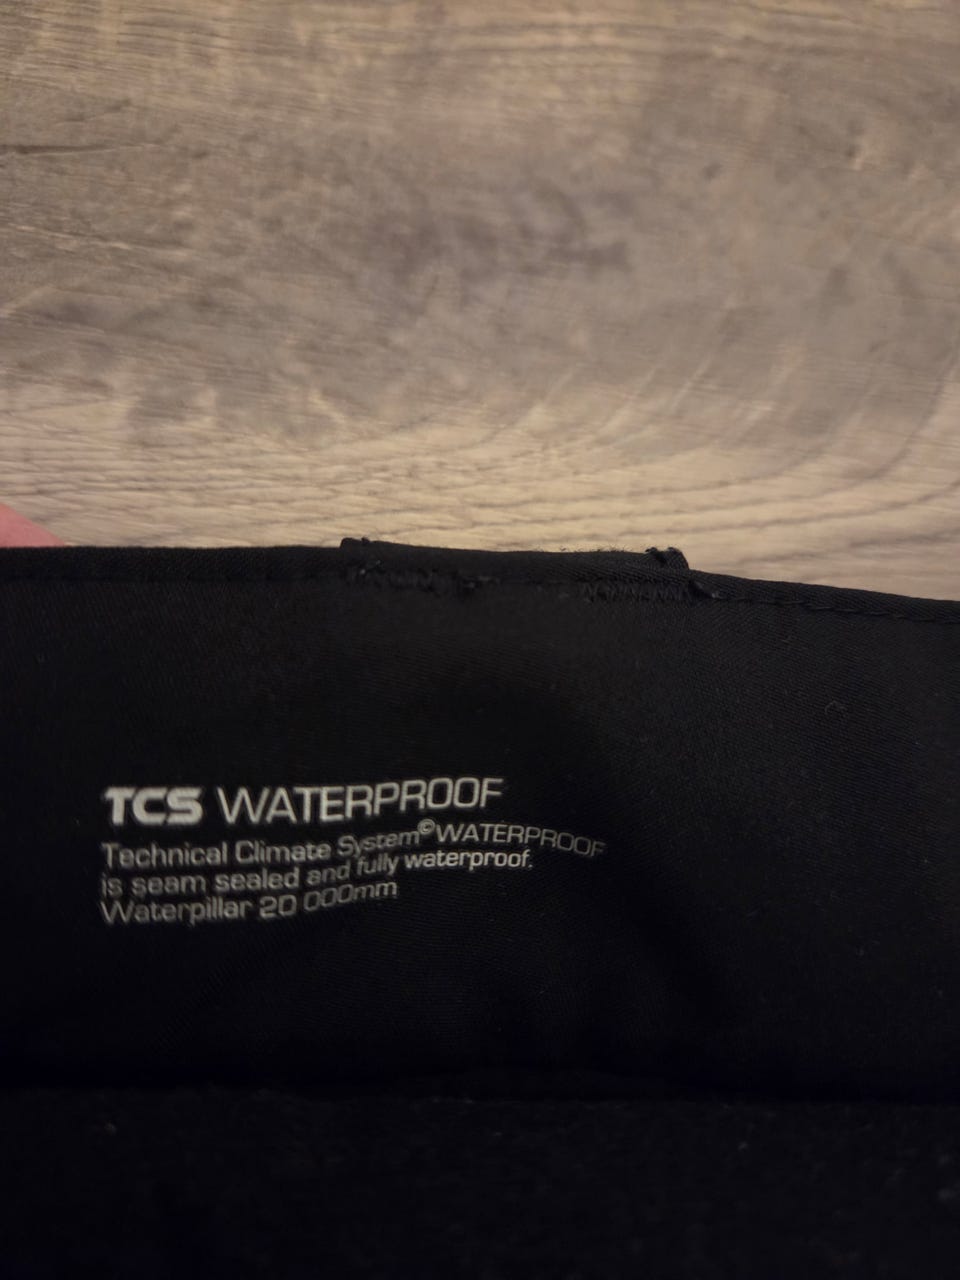 TCS WATERPROOF
Technical Climate System©WATERPROOF
is seam sealed and fully waterproof.
Waterpillar 20 000mm